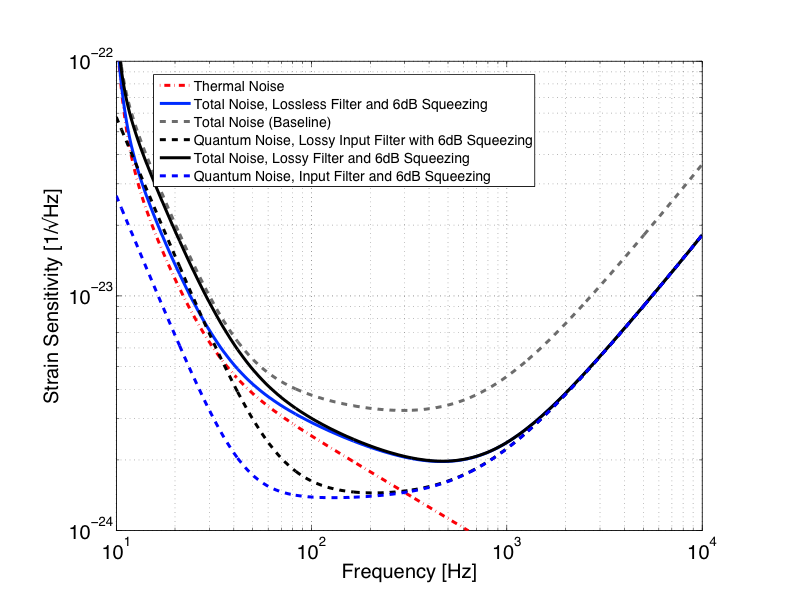 10^-22
Thermal Noise
Total Noise, Lossless Filter and 6dB Squeezing
Total Noise (Baseline)
Quantum Noise, Lossy Input Filter with 6dB Squeezing
Total Noise, Lossy Filter and 6dB Squeezing
Quantum Noise, Input Filter and 6dB Squeezing
Strain Sensitivity [1/√Hz]
10^-23
10^-24
10^1 10^2 10^3 10^4
Frequency [Hz]